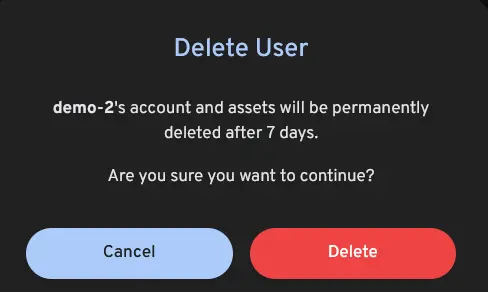 Delete User
demo-2's account and assets will be permanently
deleted after 7 days.
Are you sure you want to continue?
Cancel
Delete